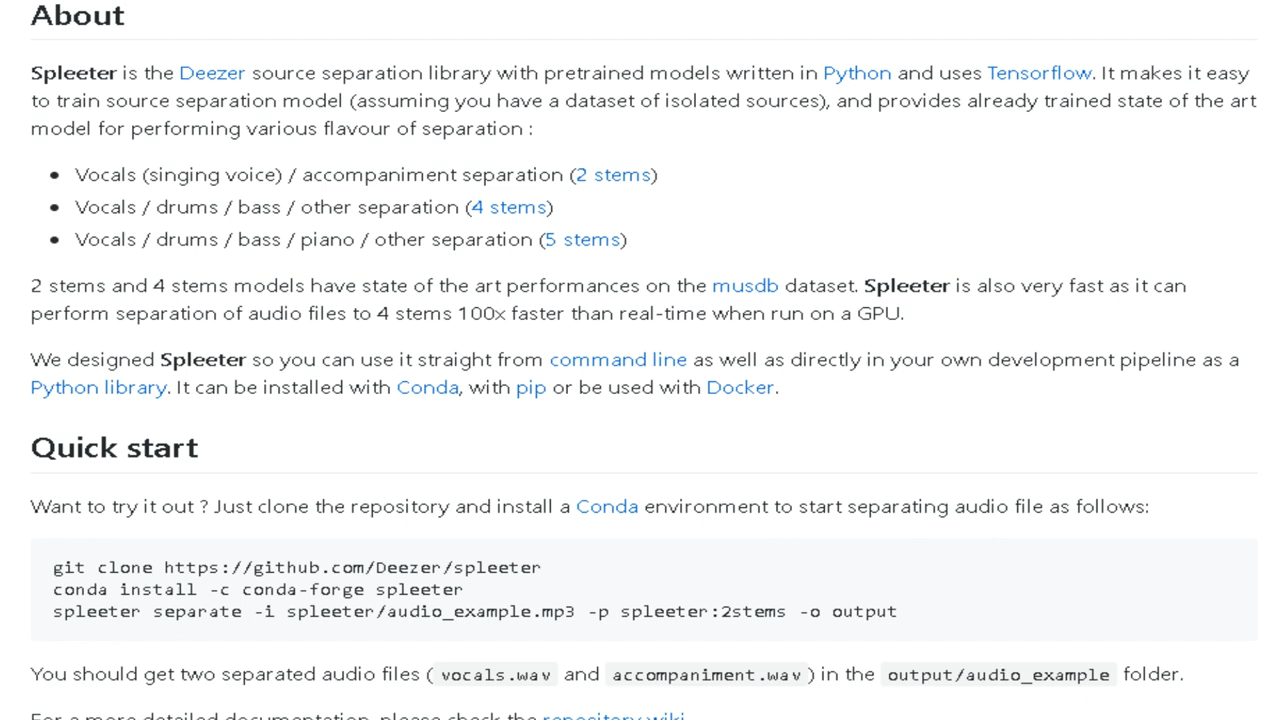 About
Spleeter is the Deezer source separation library with pretrained models written in Python and uses Tensorflow. It makes it easy
to train source separation model (assuming you have a dataset of isolated sources), and provides already trained state of the art
model for performing various flavour of separation :
• Vocals (singing voice) / accompaniment separation (2 stems)
• Vocals / drums / bass / other separation (4 stems)
• Vocals / drums / bass / piano / other separation (5 stems)
2 stems and 4 stems models have state of the art performances on the musdb dataset. Spleeter is also very fast as it can
perform separation of audio files to 4 stems 100x faster than real-time when run on a GPU.
We designed Spleeter so you can use it straight from command line as well as directly in your own development pipeline as a
Python library. It can be installed with Conda, with pip or be used with Docker.
Quick start
Want to try it out ? Just clone the repository and install a Conda environment to start separating audio file as follows:
git clone https://github.com/Deezer/spleeter
conda install -c conda-forge spleeter
spleeter separate -i spleeter/audio_example.mp3 -p spleeter:2stems -o output
You should get two separated audio files ( vocals.wav and accompaniment.wav ) in the output/audio_example folder.
For a more detailed documentation, please check the repository wiki